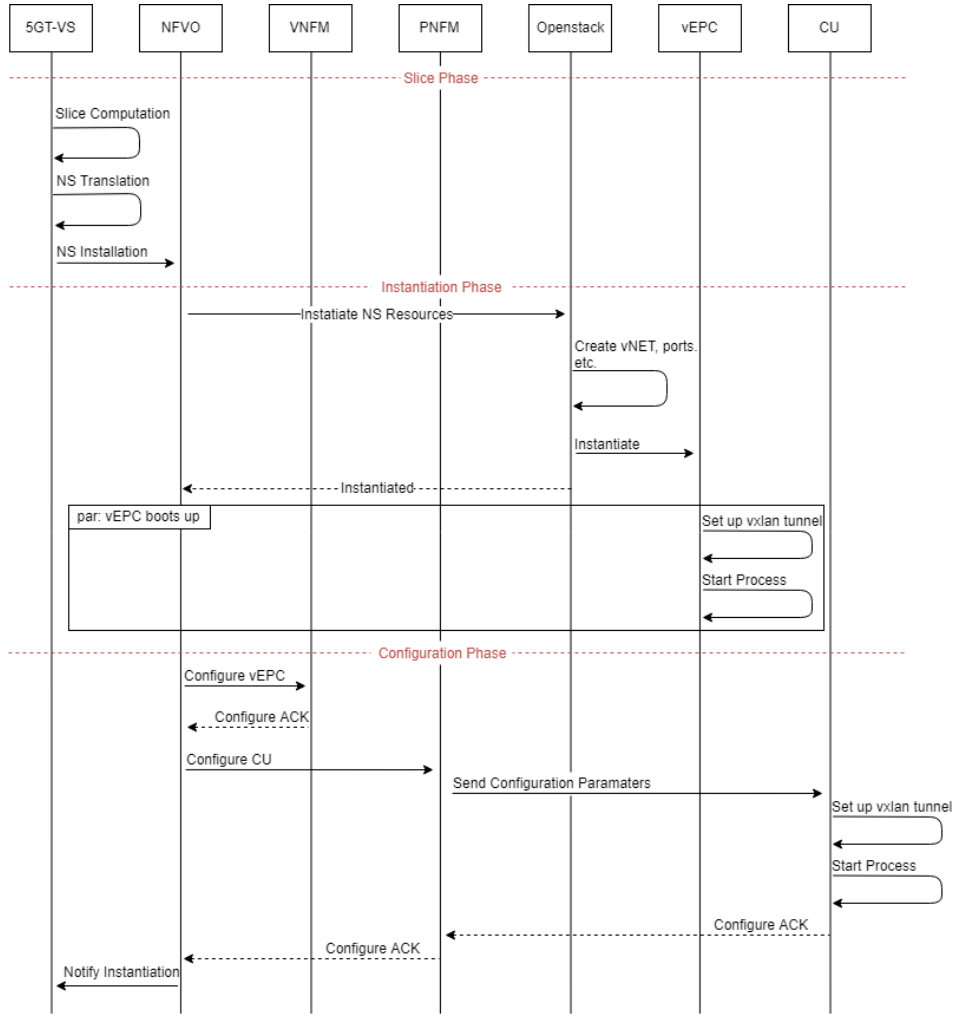 5GT-VS
NFVO
VNFM
PNFM
Openstack
vEPC
CU
Slice Phase
Slice Computation
NS Translation
NS Installation
Instantiation Phase
Instatiate NS Resources
Create vNET, ports.
etc.
Instantiate
Instantiated
par: vEPC boots up
Set up vxlan tunnel
Start Process
Configuration Phase
Configure vEPC
Configure ACK
Configure CU
Send Configuration Paramaters
Set up vxlan tunnel
Start Process
Configure ACK
Configure ACK
Notify Instantiation